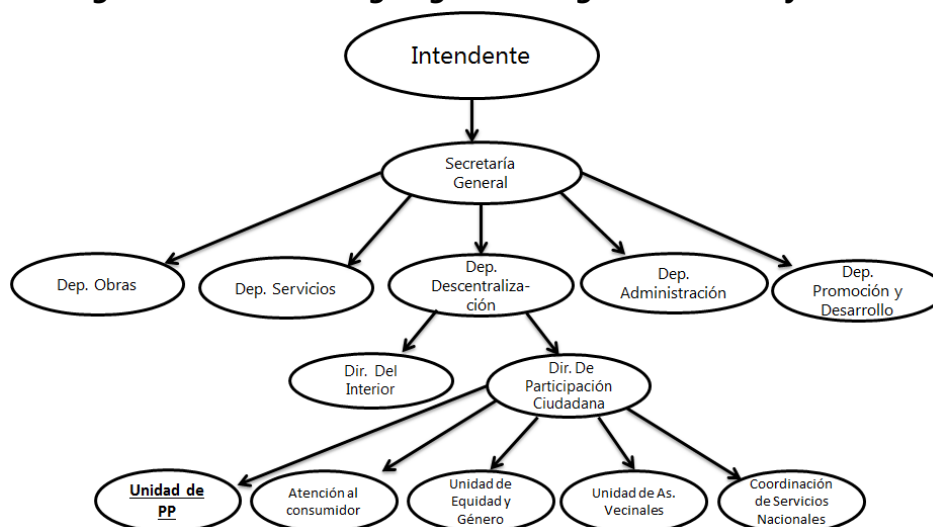 Intendente
Secretaría
General
Dep. Obras
Dep. Servicios
Dep.
Descentraliza-
ción
Dep.
Administración
Dep.
Promoción y
Desarrollo
Dir. Del
Interior
Dir. De
Participación
Ciudadana
Unidad de
PP
Atención al
consumidor
Unidad de
Equidad y
Género
Unidad de As.
Vecinales
Coordinación
de Servicios
Nacionales